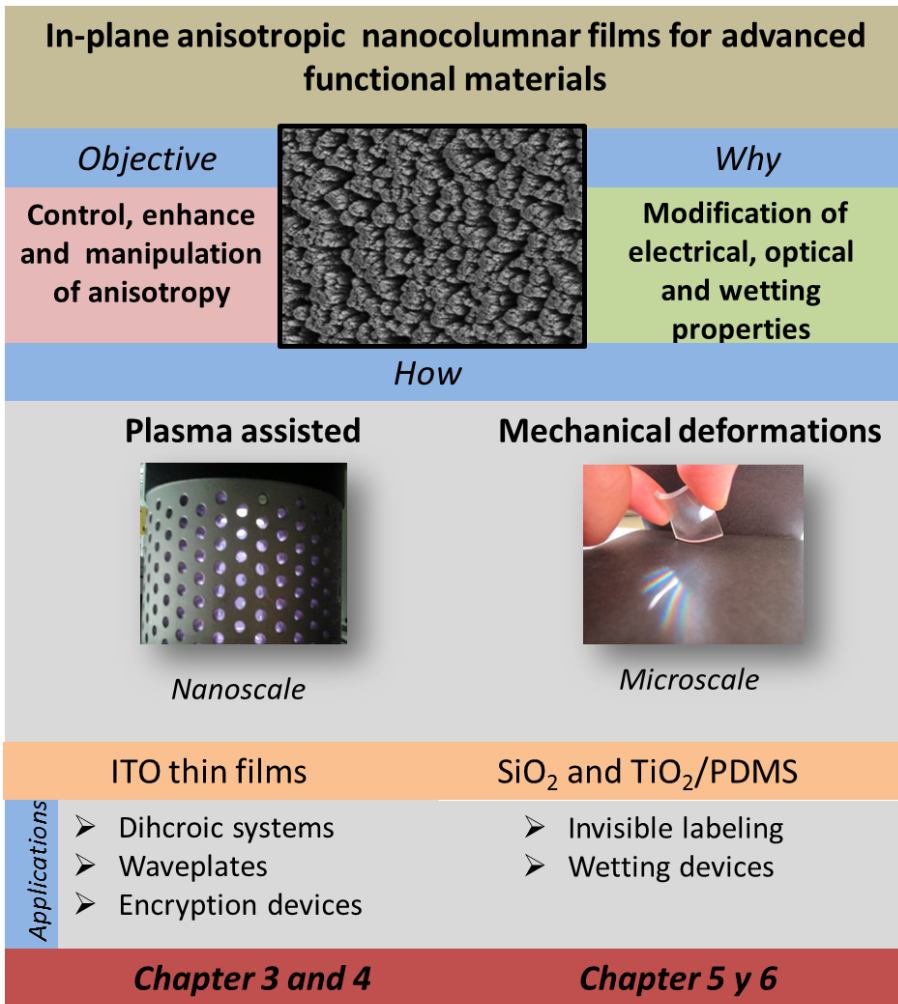 In-plane anisotropic nanocolumnar films for advanced
functional materials
Objective
Why
Control, enhance
and manipulation
of anisotropy
Modification of
electrical, optical
and wetting
properties
How
Plasma assisted
Mechanical deformations
Nanoscale
Microscale
ITO thin films
SiO₂ and TiO₂/PDMS
Applications
➢ Dihcroic systems
➢ Waveplates
➢ Encryption devices
➢ Invisible labeling
➢ Wetting devices
Chapter 3 and 4
Chapter 5 y 6